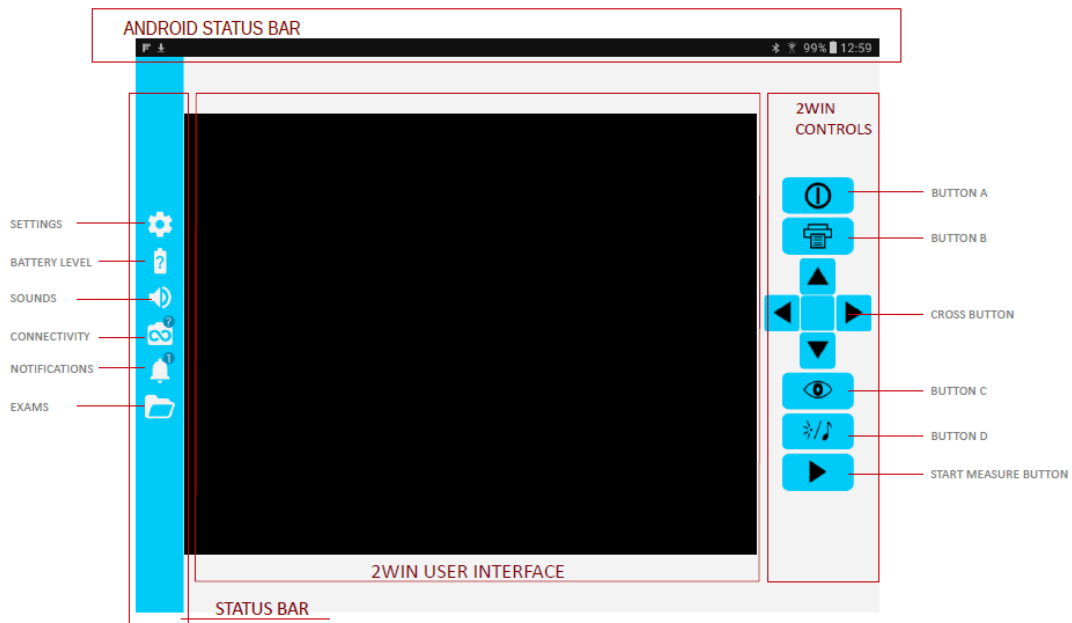 ANDROID STATUS BAR
99% 12:59
2WIN
CONTROLS
SETTINGS
BATTERY LEVEL
?
SOUNDS
CONNECTIVITY
?
NOTIFICATIONS
1
EXAMS
BUTTON A
BUTTON B
CROSS BUTTON
BUTTON C
BUTTON D
START MEASURE BUTTON
2WIN USER INTERFACE
STATUS BAR